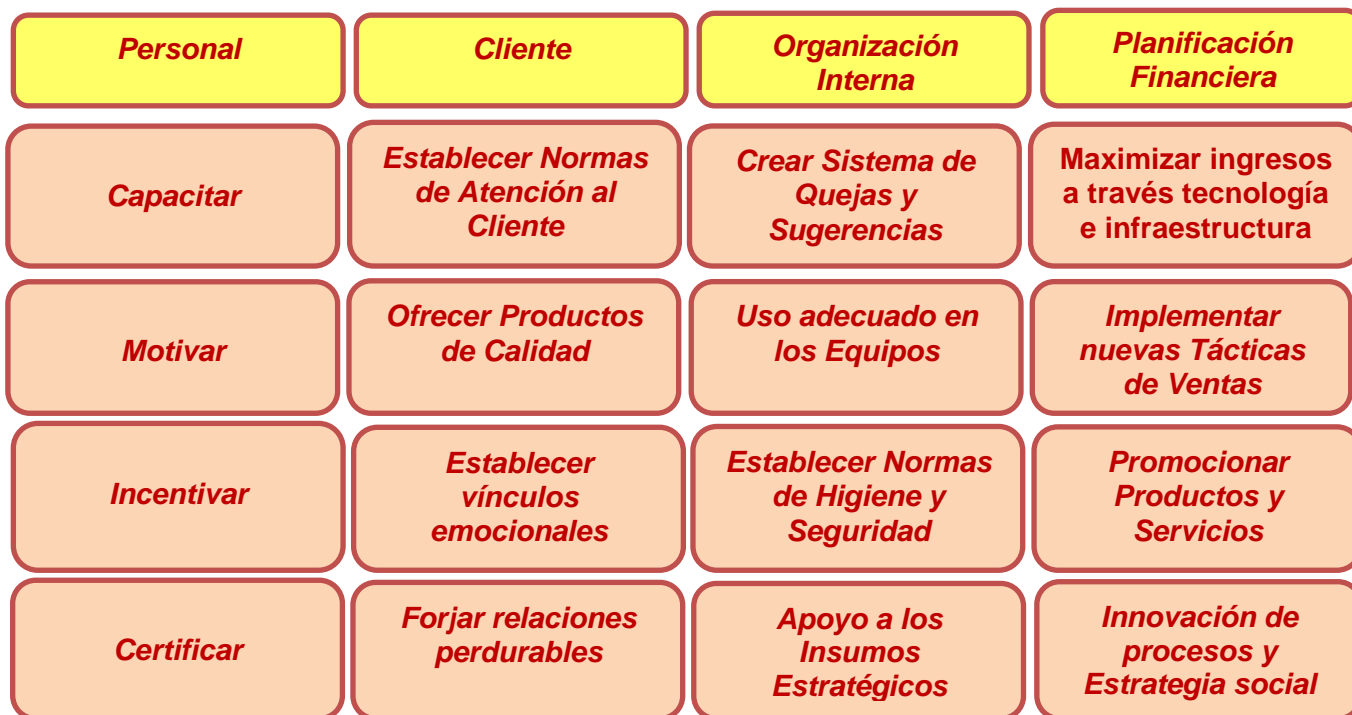 Personal
Cliente
Organización
Interna
Planificación
Financiera
Capacitar
Establecer Normas
de Atención al
Cliente
Crear Sistema de
Quejas y
Sugerencias
Maximizar ingresos
a través tecnología
e infraestructura
Motivar
Ofrecer Productos
de Calidad
Uso adecuado en
los Equipos
Implementar
nuevas Tácticas
de Ventas
Incentivar
Establecer
vínculos
emocionales
Establecer Normas
de Higiene y
Seguridad
Promocionar
Productos y
Servicios
Certificar
Forjar relaciones
perdurables
Apoyo a los
Insumos
Estratégicos
Innovación de
procesos y
Estrategia social